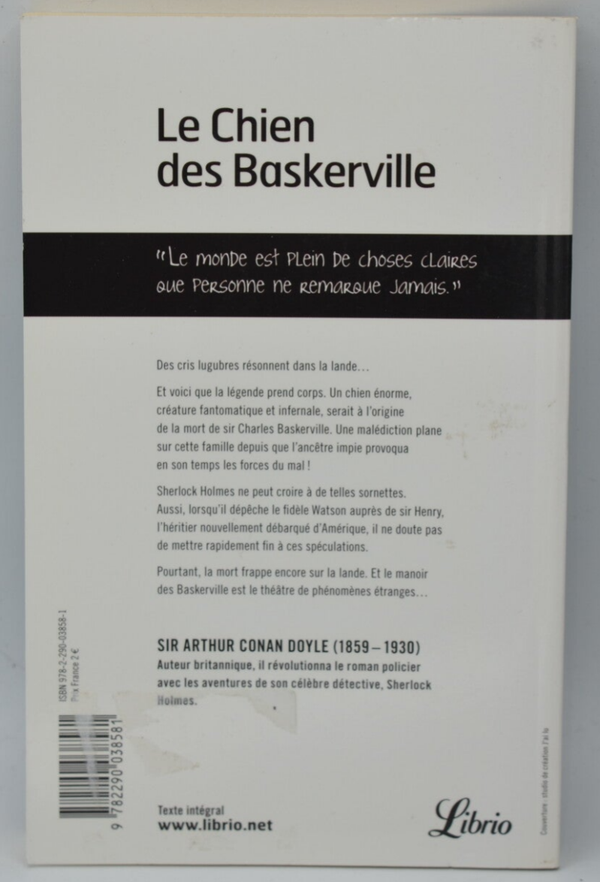 Le Chien
des Baskerville
“Le monde est plein de choses claires
que personne ne remarque jamais.”
Des cris lugubres résonnent dans la lande…
Et voici que la légende prend corps. Un chien énorme,
créature fantomatique et infernale, serait à l’origine
de la mort de sir Charles Baskerville. Une malédiction plane
sur cette famille depuis que l’ancêtre impie provoqua
en son temps les forces du mal !
Sherlock Holmes ne peut croire à de telles sornettes.
Aussi, lorsqu’il dépêche le fidèle Watson auprès de sir Henry,
l’héritier nouvellement débarqué d’Amérique, il ne doute pas
de mettre rapidement fin à ces spéculations.
Pourtant, la mort frappe encore sur la lande. Et le manoir
des Baskerville est le théâtre de phénomènes étranges…
SIR ARTHUR CONAN DOYLE (1859 – 1930)
Auteur britannique, il révolutionna le roman policier
avec les aventures de son célèbre détective, Sherlock
Holmes.
ISBN 978-2-290-03858-1
Prix France 2 €
9 782290 038581
Texte intégral
www.librio.net
Librio
Couverture : studio de création J’ai lu